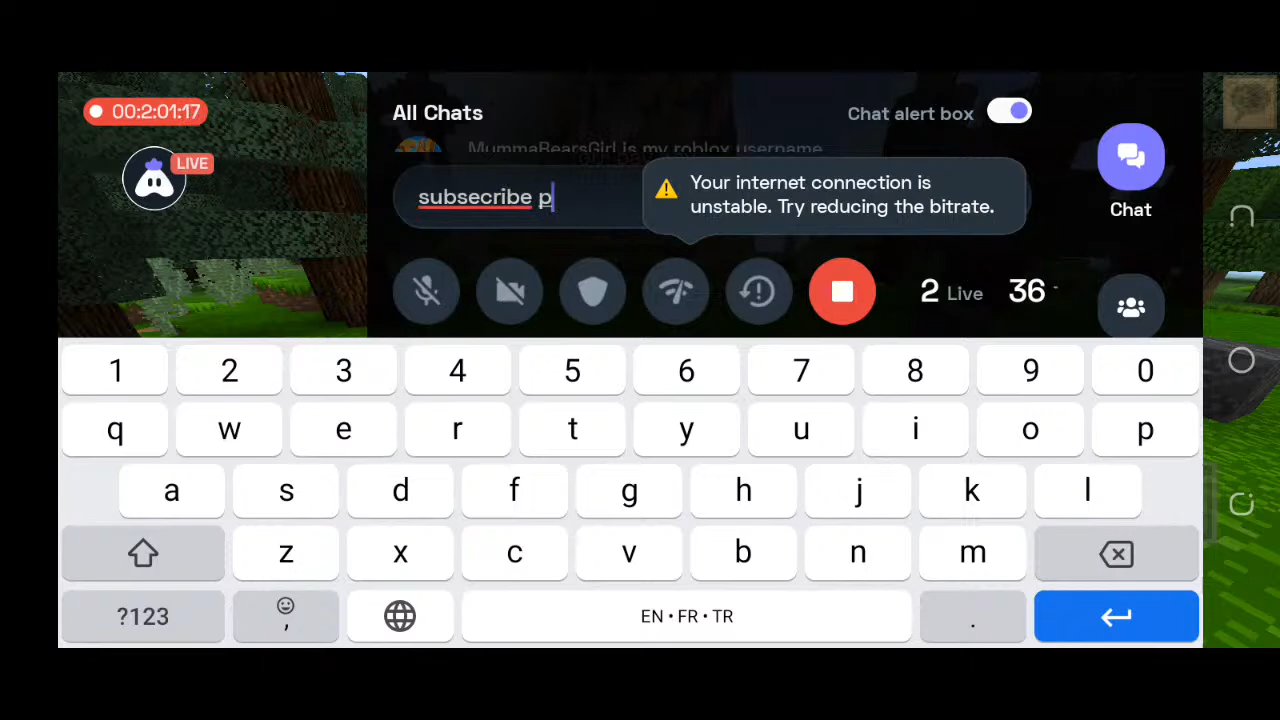 00:2:01:17
LIVE
All Chats
Chat alert box
MummaBearsGirl is my roblox username
subsecribe p
Your internet connection is
unstable. Try reducing the bitrate.
Chat
2 Live 36 -
1 2 3 4 5 6 7 8 9 0
q w e r t y u i o p
a s d f g h j k l
z x c v b n m
?123 , EN • FR • TR .